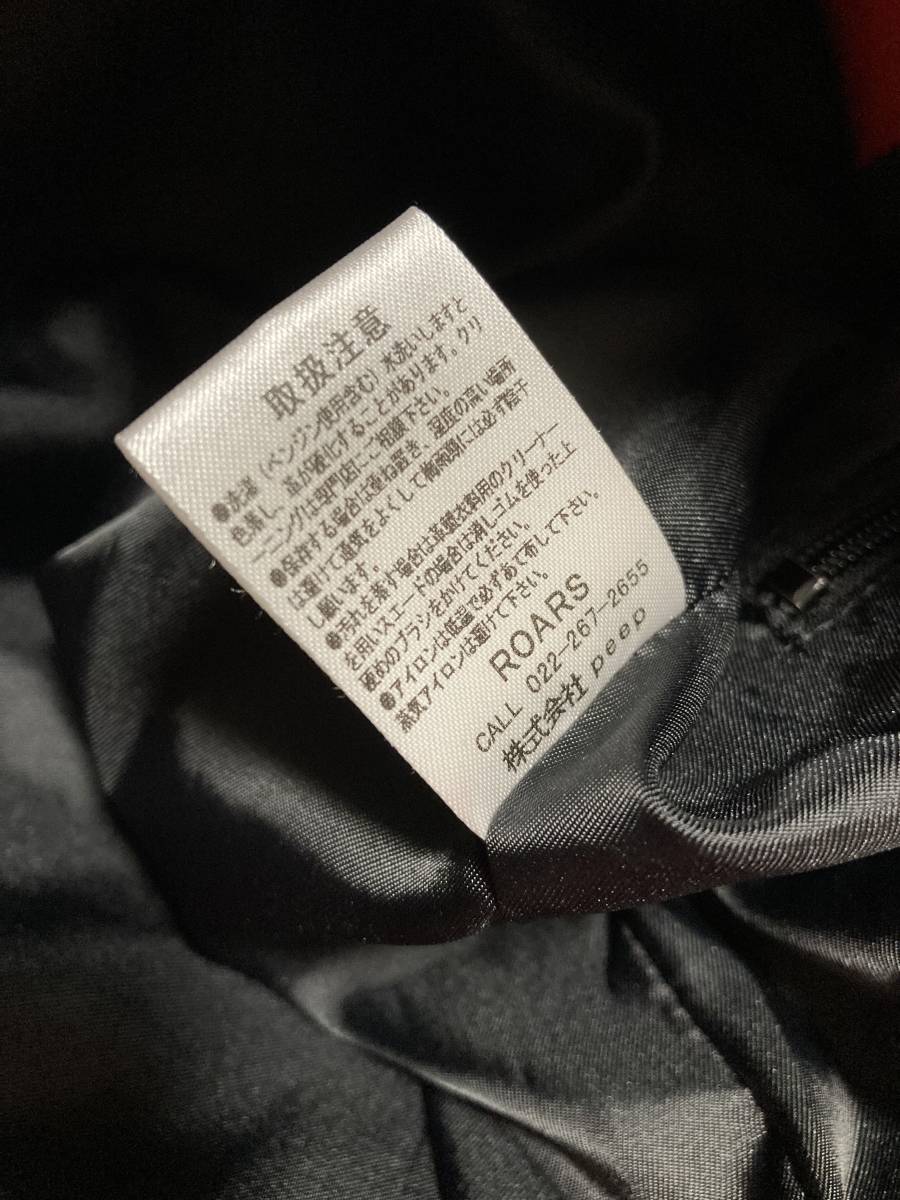 取扱注意
●洗濯(ベンジン使用含む)水洗いしますと
色落し、革が硬化することがあります。クリ
ーニングは専門店にご相願下さい。
●保存する場合は重ね置き、湿度の高い場所
は避けて通気をよくして梅雨期には必ず陰干
し願います。
●汚れを落す場合は革類衣料用のクリーナー
を用いスエードの場合は消しゴムを使った上
硬めのブラシをかけてください。
●アイロンは低温で必ずあて布して下さい。
蒸気アイロンは避けて下さい。
ROARS
CALL 022-267-2655
株式会社 peep